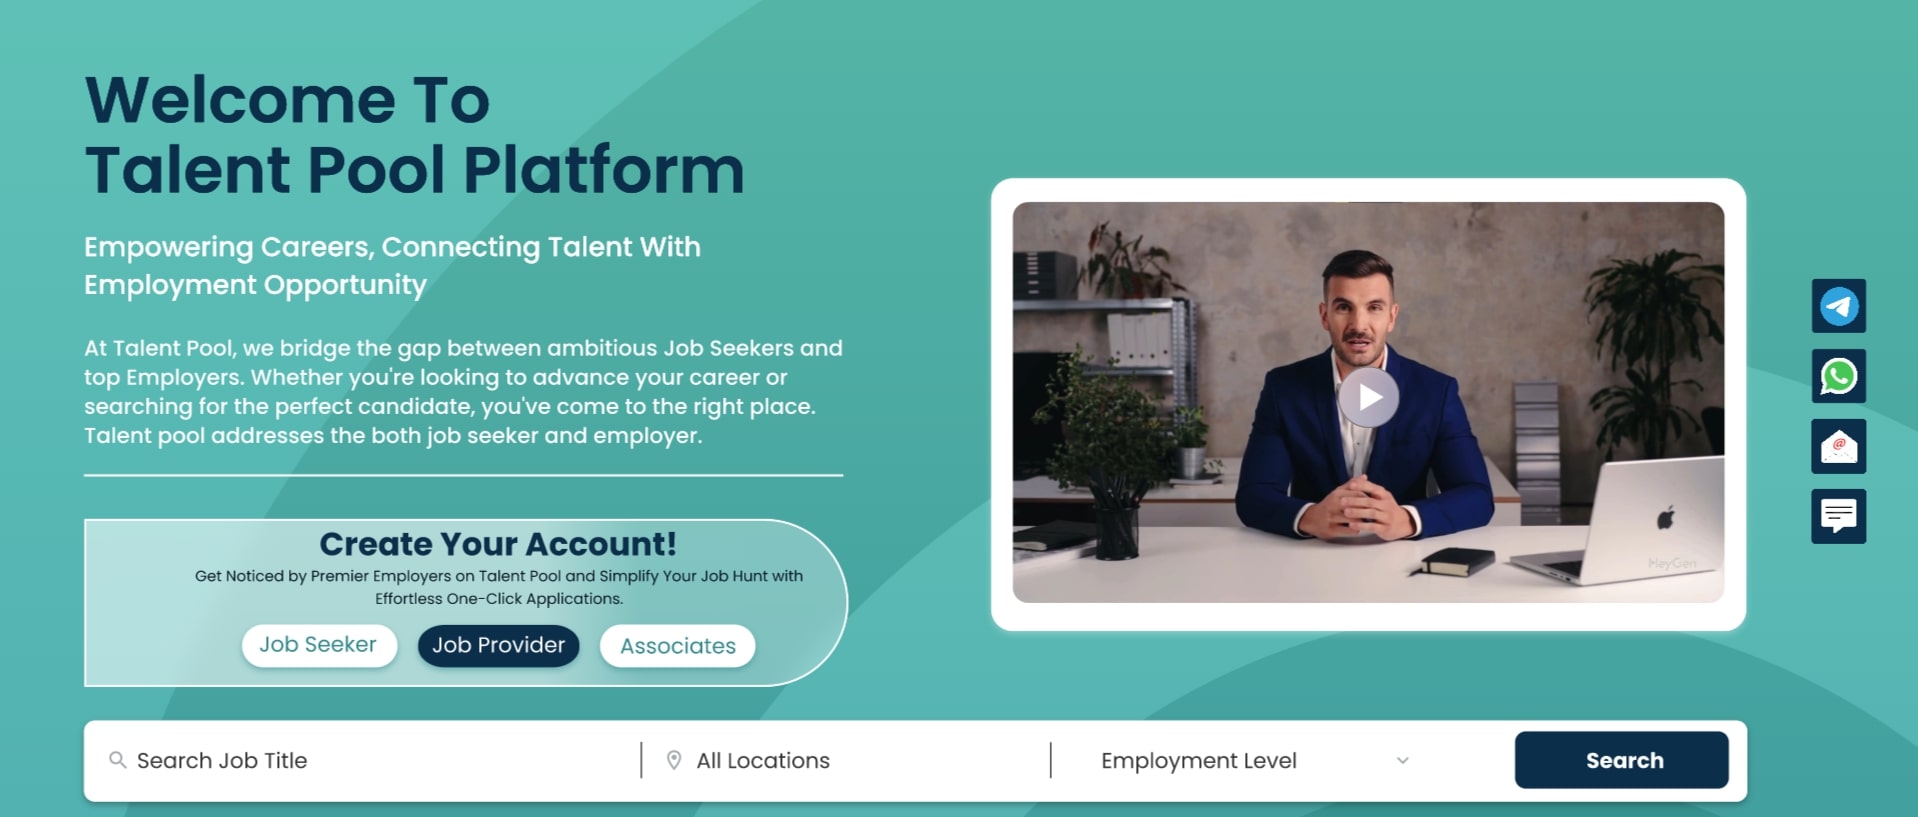 Welcome To
Talent Pool Platform
Empowering Careers, Connecting Talent With
Employment Opportunity
At Talent Pool, we bridge the gap between ambitious Job Seekers and
top Employers. Whether you're looking to advance your career or
searching for the perfect candidate, you've come to the right place.
Talent pool addresses the both job seeker and employer.
Create Your Account!
Get Noticed by Premier Employers on Talent Pool and Simplify Your Job Hunt with
Effortless One-Click Applications.
Job Seeker
Job Provider
Associates
HeyGen
@
Search Job Title
All Locations
Employment Level
Search